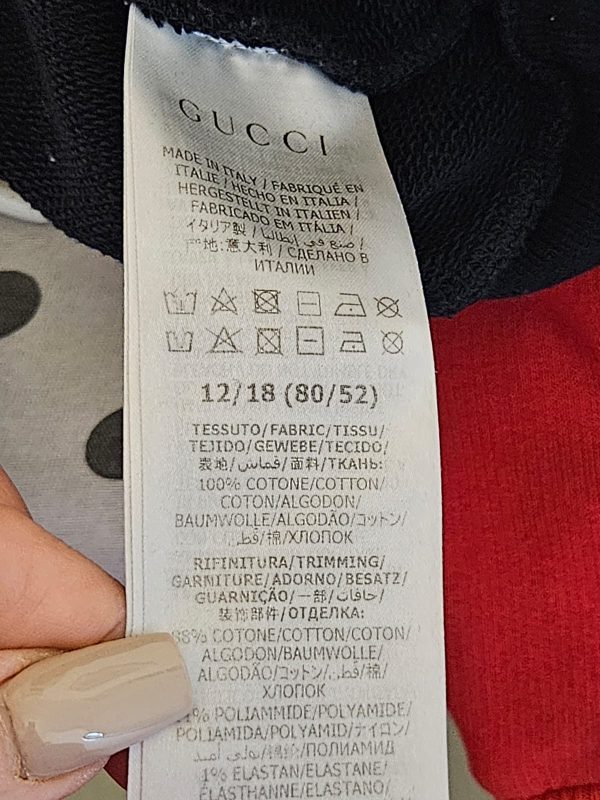 GUCCI
MADE IN ITALY / FABRIQUÉ EN
ITALIE / HECHO EN ITALIA /
HERGESTELLT IN ITALIEN /
FABRICADO EM ITÁLIA /
イタリア製 / صنع في إيطاليا /
产地: 意大利 / СДЕЛАНО В
ИТАЛИИ
12/18 (80/52)
TESSUTO/FABRIC/TISSU/
TEJIDO/GEWEBE/TECIDO/
表地/قماش/面料/ТКАНЬ:
100% COTONE/COTTON/
COTON/ALGODON/
BAUMWOLLE/ALGODÃO/コットン/
قطن/棉/ХЛОПОК
RIFINITURA/TRIMMING/
GARNITURE/ADORNO/BESATZ/
GUARNIÇÃO/一部/حافات/
装饰部件/ОТДЕЛКА:
88% COTONE/COTTON/COTON/
ALGODON/BAUMWOLLE/
ALGODÃO/コットン/قطن/棉/
ХЛОПОК
11% POLIAMMIDE/POLYAMIDE/
POLIAMIDA/POLYAMID/ナイロン/
ПОЛИАМИД
1% ELASTAN/ELASTANE/
ELASTHANNE/ELASTANO/